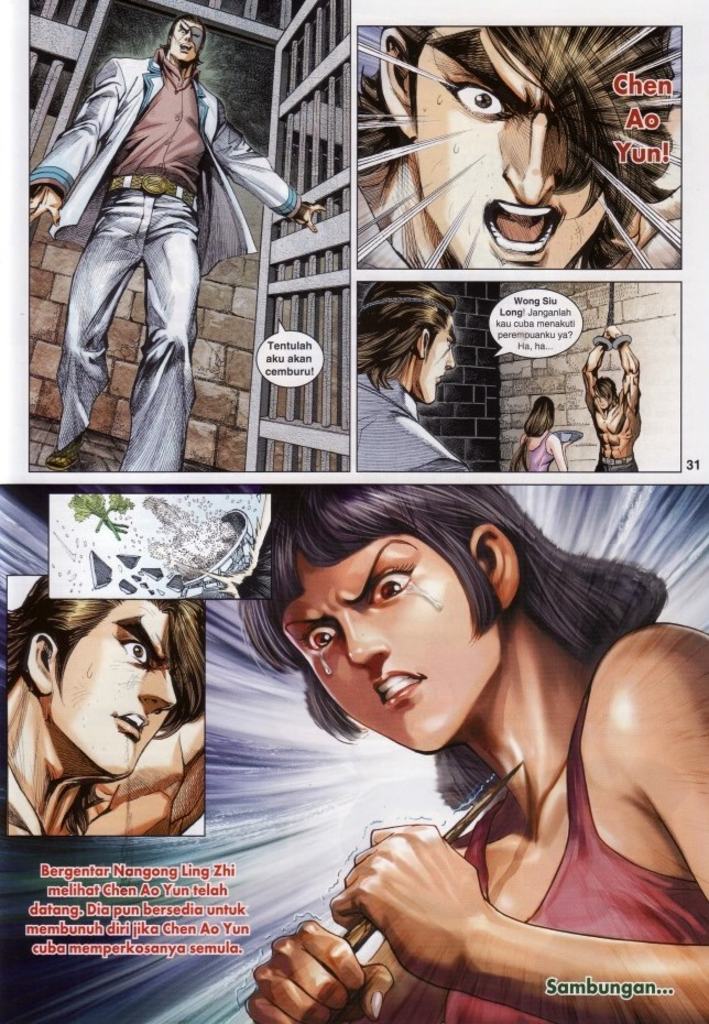 Tentulah
aku akan
cemburu!
Chen
Ao
Yun!
Wong Siu
Long! Janganlah
kau cuba menakuti
perempuanku ya?
Ha, ha...
31
Bergentar Nangong Ling Zhi
melihat Chen Ao Yun telah
datang. Dia pun bersedia untuk
membunuh diri jika Chen Ao Yun
cuba memperkosanya semula.
Sambungan...